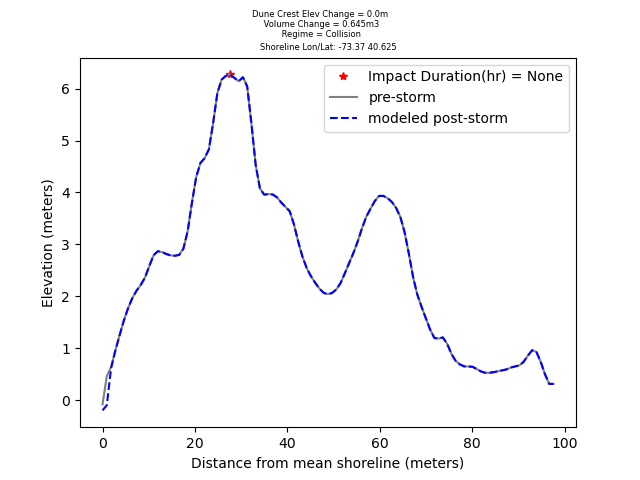 Dune Crest Elev Change = 0.0m
Volume Change = 0.645m3
Regime = Collision
Shoreline Lon/Lat: -73.37 40.625
Impact Duration(hr) = None
pre-storm
modeled post-storm
Elevation (meters)
6
5
4
3
2
1
0
0 20 40 60 80 100
Distance from mean shoreline (meters)